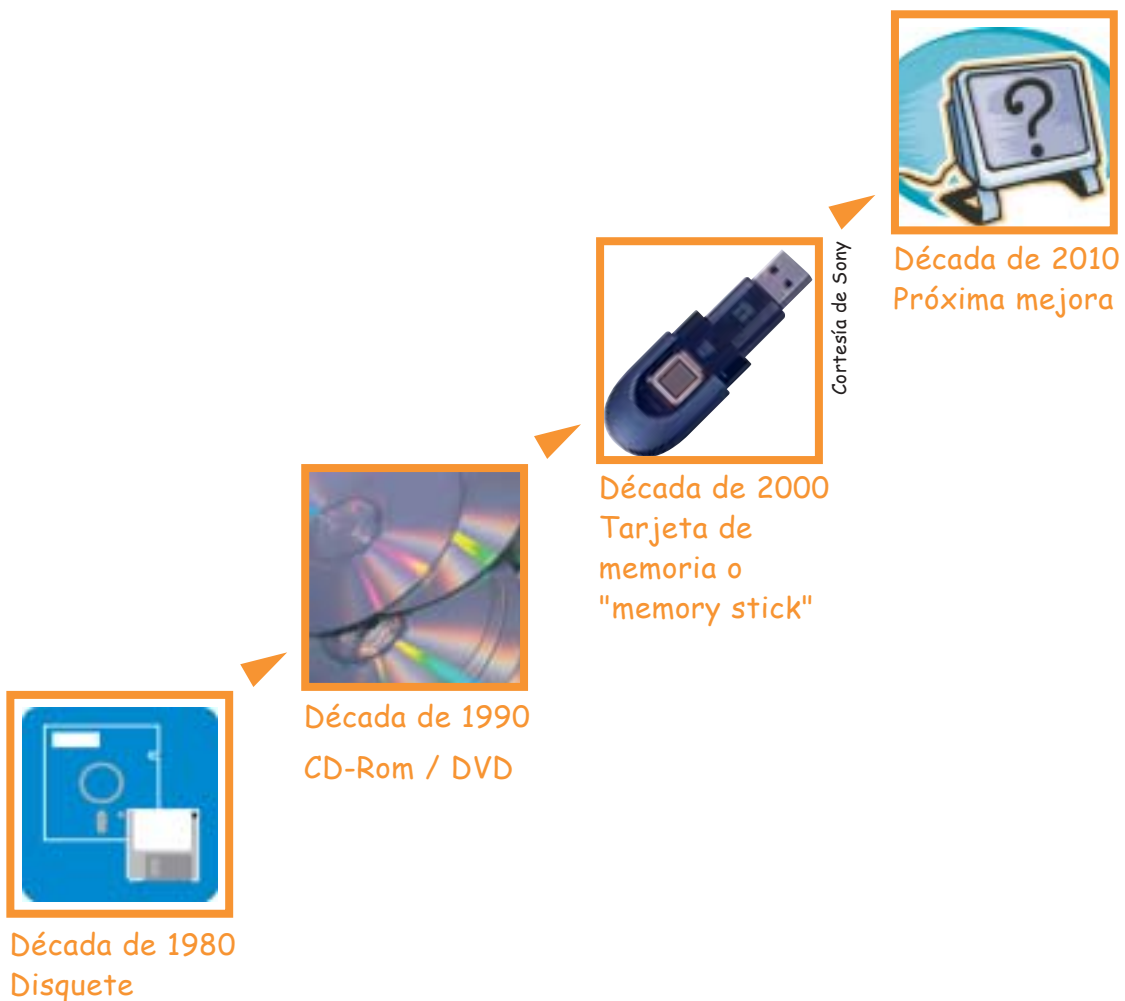 Década de 2010
Próxima mejora
Cortesía de Sony
Década de 2000
Tarjeta de
memoria o
"memory stick"
Década de 1990
CD-Rom / DVD
Década de 1980
Disquete